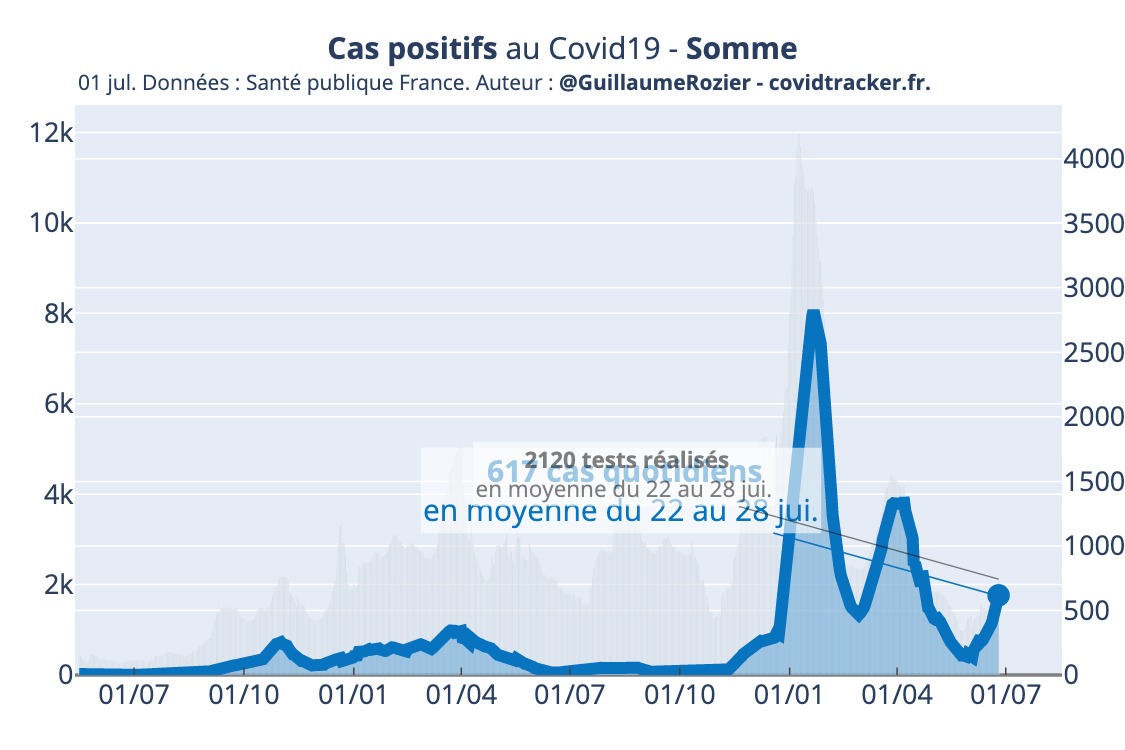 Cas positifs au Covid19 - Somme
01 jul. Données : Santé publique France. Auteur : @GuillaumeRozier - covidtracker.fr.
12k
10k
8k
6k
4k
2k
0
4000
3500
3000
2500
2000
1500
1000
500
0
2120 tests réalisés
en moyenne du 22 au 28 jui.
617 cas quotidiens
en moyenne du 22 au 28 jui.
01/07 01/10 01/01 01/04 01/07 01/10 01/01 01/04 01/07